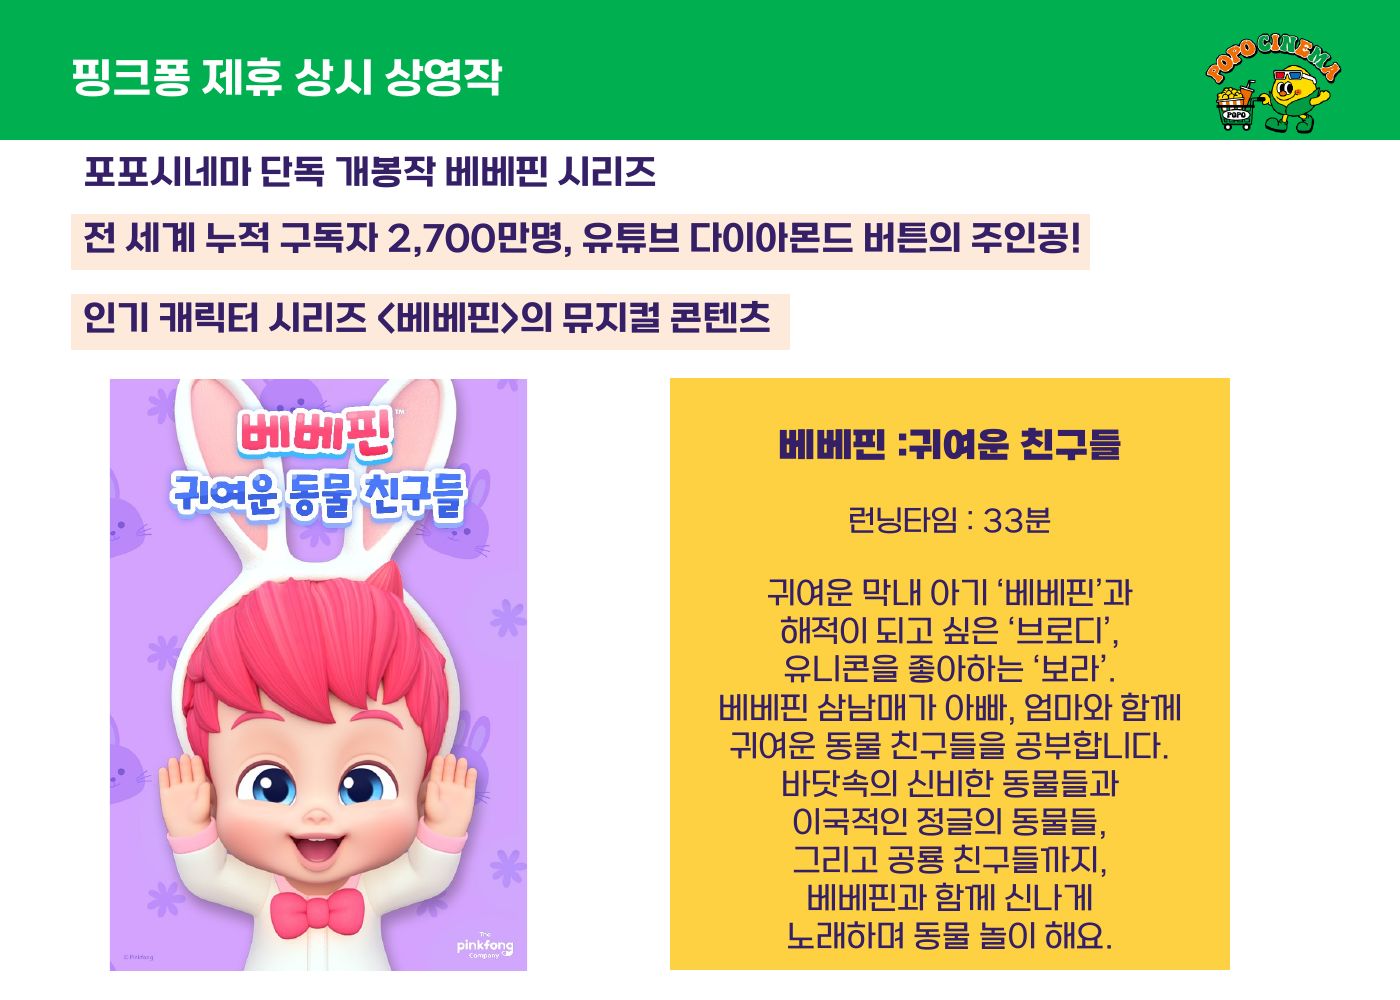 핑크퐁 제휴 상시 상영작
POPO CINEMA
POPO
포포시네마 단독 개봉작 베베핀 시리즈
전 세계 누적 구독자 2,700만명, 유튜브 다이아몬드 버튼의 주인공!
인기 캐릭터 시리즈 <베베핀>의 뮤지컬 콘텐츠
베베핀™
귀여운 동물 친구들
© Pinkfong
The
pinkfong
Company
베베핀 :귀여운 친구들
런닝타임 : 33분
귀여운 막내 아기 ‘베베핀’과
해적이 되고 싶은 ‘브로디’,
유니콘을 좋아하는 ‘보라’.
베베핀 삼남매가 아빠, 엄마와 함께
귀여운 동물 친구들을 공부합니다.
바닷속의 신비한 동물들과
이국적인 정글의 동물들,
그리고 공룡 친구들까지,
베베핀과 함께 신나게
노래하며 동물 놀이 해요.